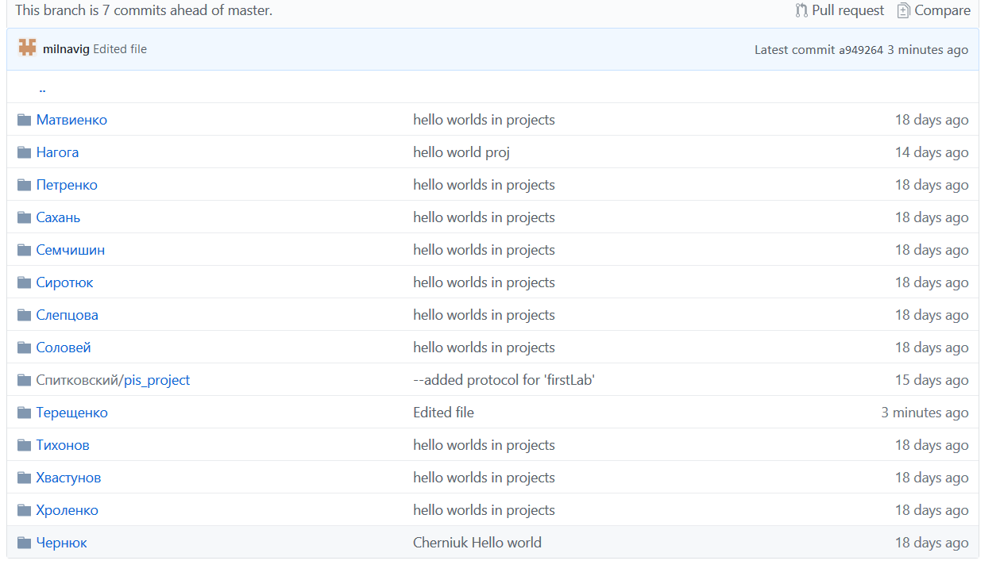 This branch is 7 commits ahead of master. Pull request Compare
milnavig Edited file Latest commit a949264 3 minutes ago
..
Матвиенко hello worlds in projects 18 days ago
Нагога hello world proj 14 days ago
Петренко hello worlds in projects 18 days ago
Сахань hello worlds in projects 18 days ago
Семчишин hello worlds in projects 18 days ago
Сиротюк hello worlds in projects 18 days ago
Слепцова hello worlds in projects 18 days ago
Соловей hello worlds in projects 18 days ago
Спитковский/pis_project --added protocol for 'firstLab' 15 days ago
Терещенко Edited file 3 minutes ago
Тихонов hello worlds in projects 18 days ago
Хвастунов hello worlds in projects 18 days ago
Хроленко hello worlds in projects 18 days ago
Чернюк Cherniuk Hello world 18 days ago